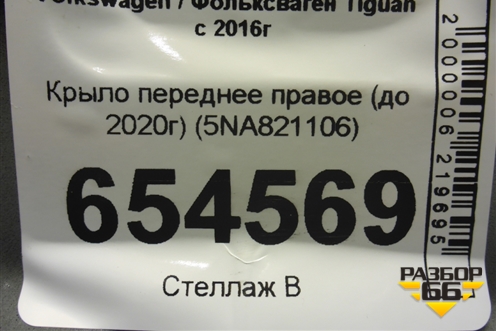 Volkswagen / Фольксваген Tiguan
с 2016г
Крыло переднее правое (до
2020г) (5NA821106)
654569
Стеллаж B
2000006219695
РАЗБОР
66